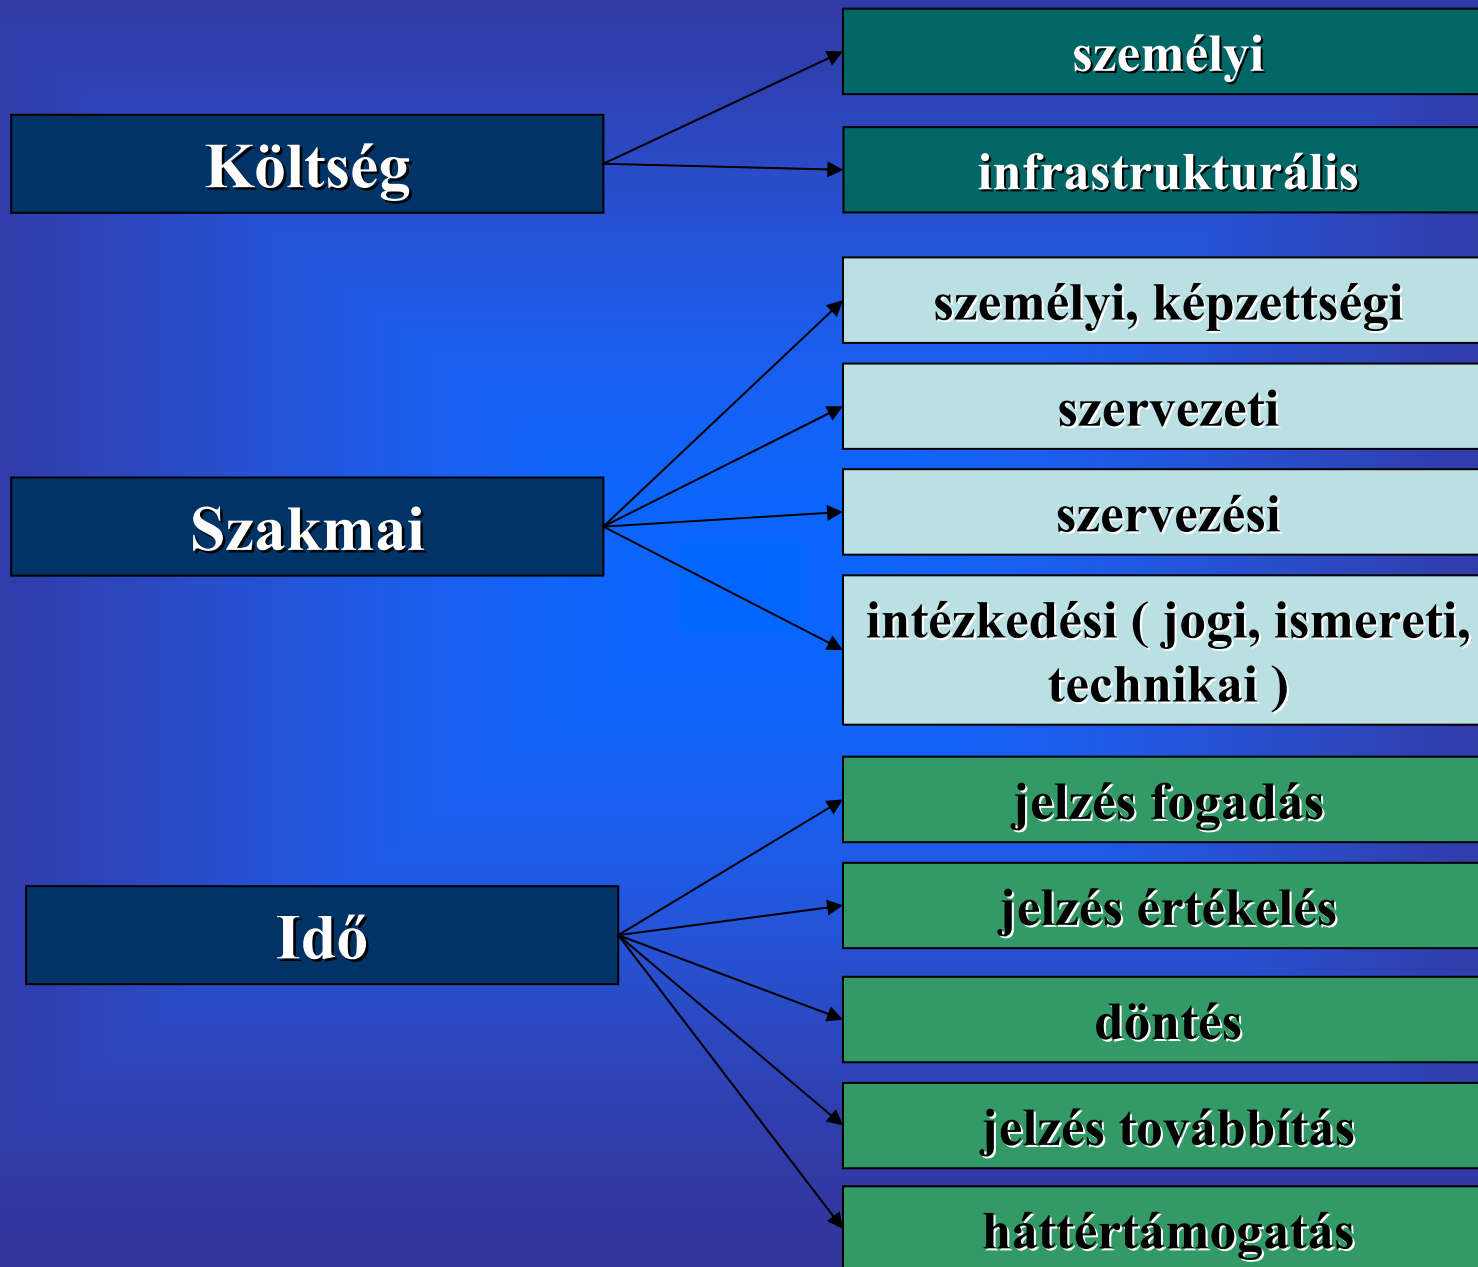 Költség
személyi
infrastrukturális
Szakmai
személyi, képzettségi
szervezeti
szervezési
intézkedési ( jogi, ismereti,
technikai )
Idő
jelzés fogadás
jelzés értékelés
döntés
jelzés továbbítás
háttértámogatás